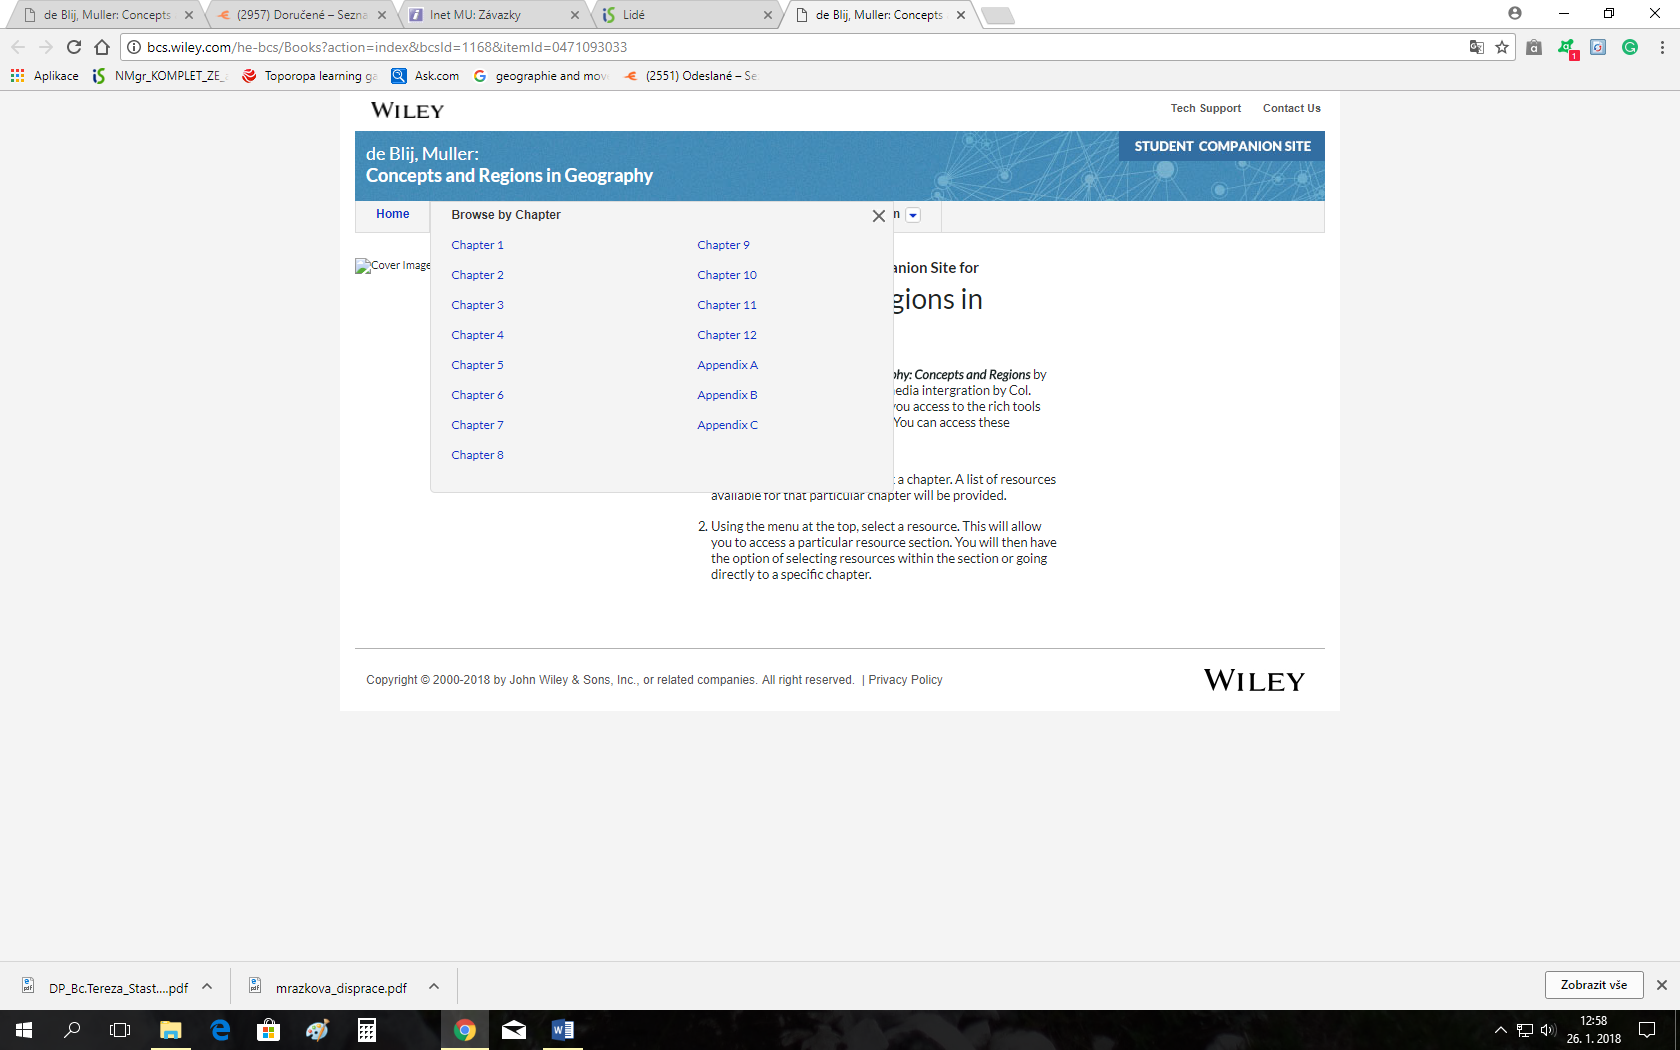 de Blij, Muller: Concepts
(2957) Doručené – Sezna
Inet MU: Závazky
Lidé
de Blij, Muller: Concepts
bcs.wiley.com/he-bcs/Books?action=index&bcsId=1168&itemId=0471093033
Aplikace
NMgr_KOMPLET_ZE_
Toporopa learning ga
Ask.com
geographie and mov
(2551) Odeslané – Se
WILEY
Tech Support
Contact Us
de Blij, Muller:
Concepts and Regions in Geography
STUDENT COMPANION SITE
Home
Browse by Chapter
n
Chapter 1
Chapter 2
Chapter 3
Chapter 4
Chapter 5
Chapter 6
Chapter 7
Chapter 8
Chapter 9
Chapter 10
Chapter 11
Chapter 12
Appendix A
Appendix B
Appendix C
Cover Image
anion Site for
gions in
hy: Concepts and Regions by
edia intergration by Col.
you access to the rich tools
You can access these
t a chapter. A list of resources
available for that particular chapter will be provided.
2. Using the menu at the top, select a resource. This will allow
you to access a particular resource section. You will then have
the option of selecting resources within the section or going
directly to a specific chapter.
Copyright © 2000-2018 by John Wiley & Sons, Inc., or related companies. All right reserved. | Privacy Policy
WILEY
DP_Bc.Tereza_Stast....pdf
mrazkova_disprace.pdf
Zobrazit vše
12:58
26. 1. 2018